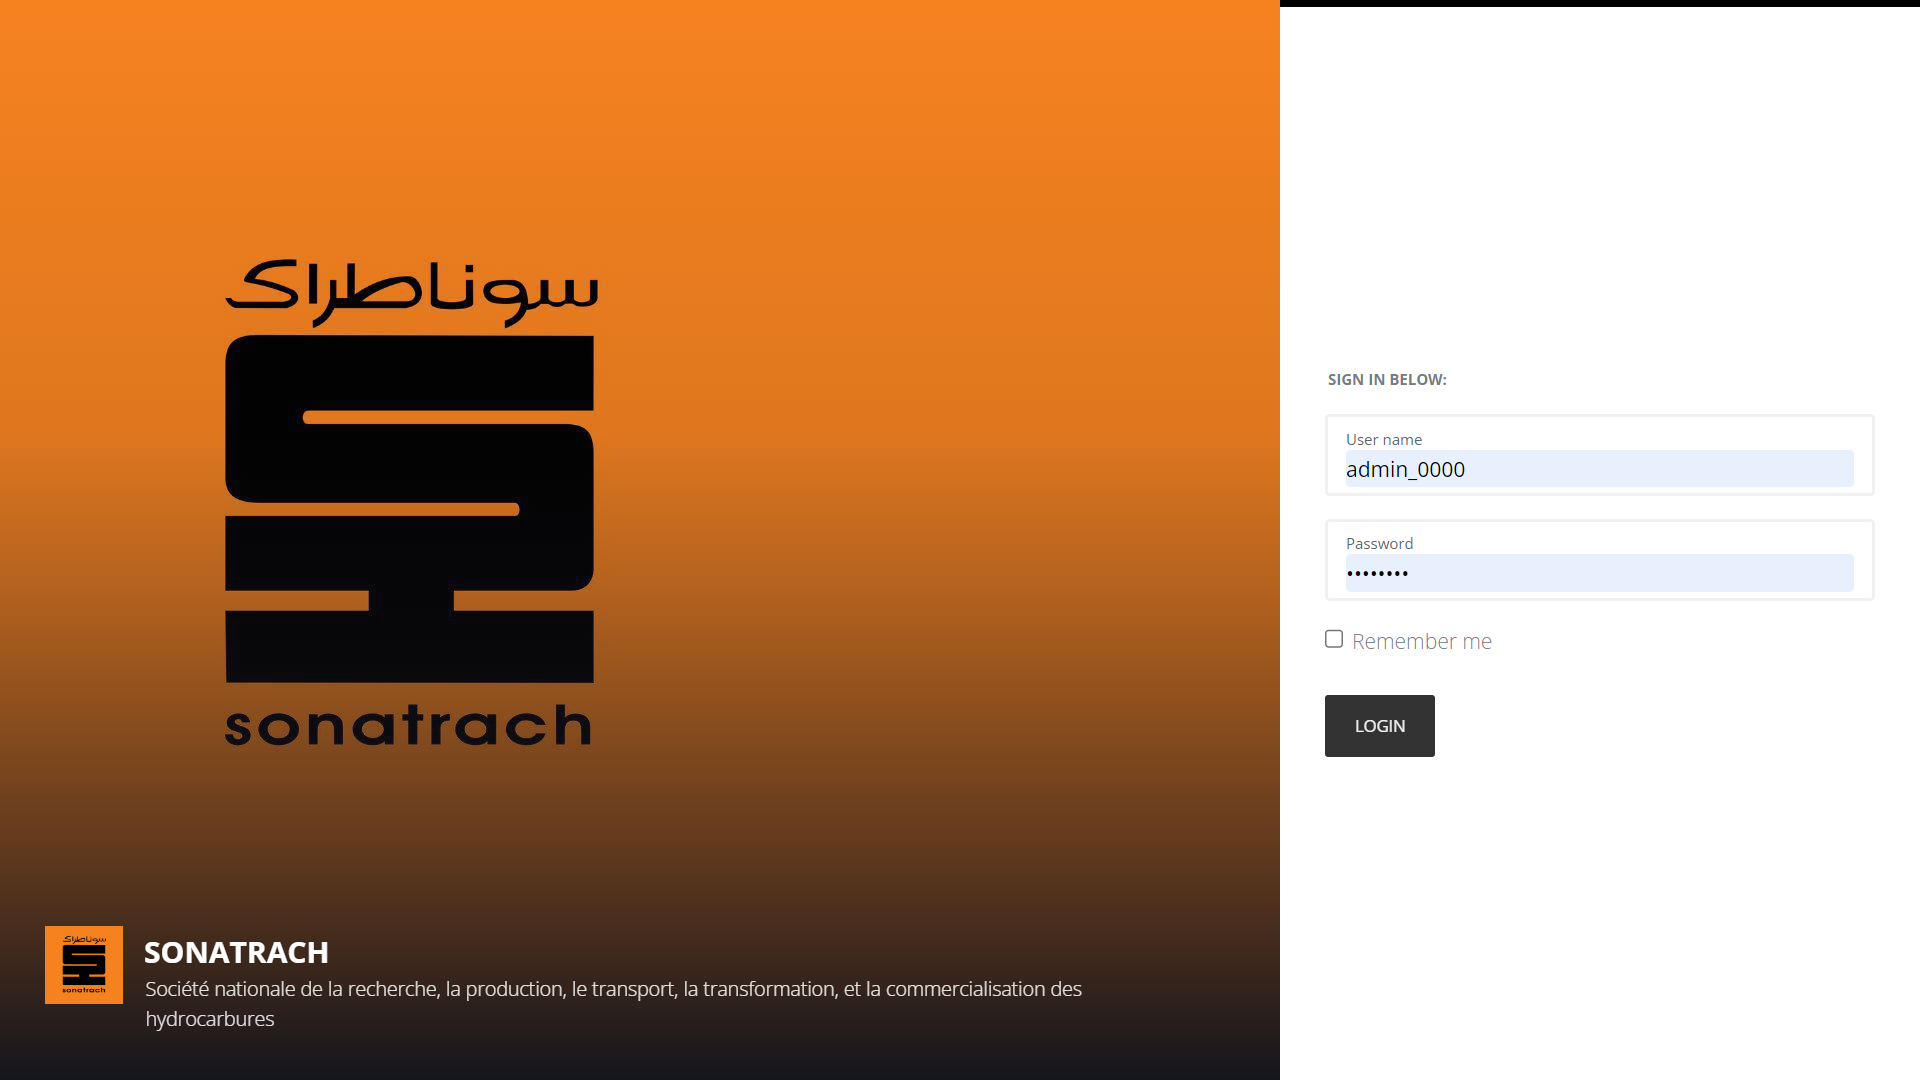 سوناطراك
sonatrach
سوناطراك
sonatrach
SONATRACH
Société nationale de la recherche, la production, le transport, la transformation, et la commercialisation des
hydrocarbures
SIGN IN BELOW:
User name
admin_0000
Password
••••••••
Remember me
LOGIN